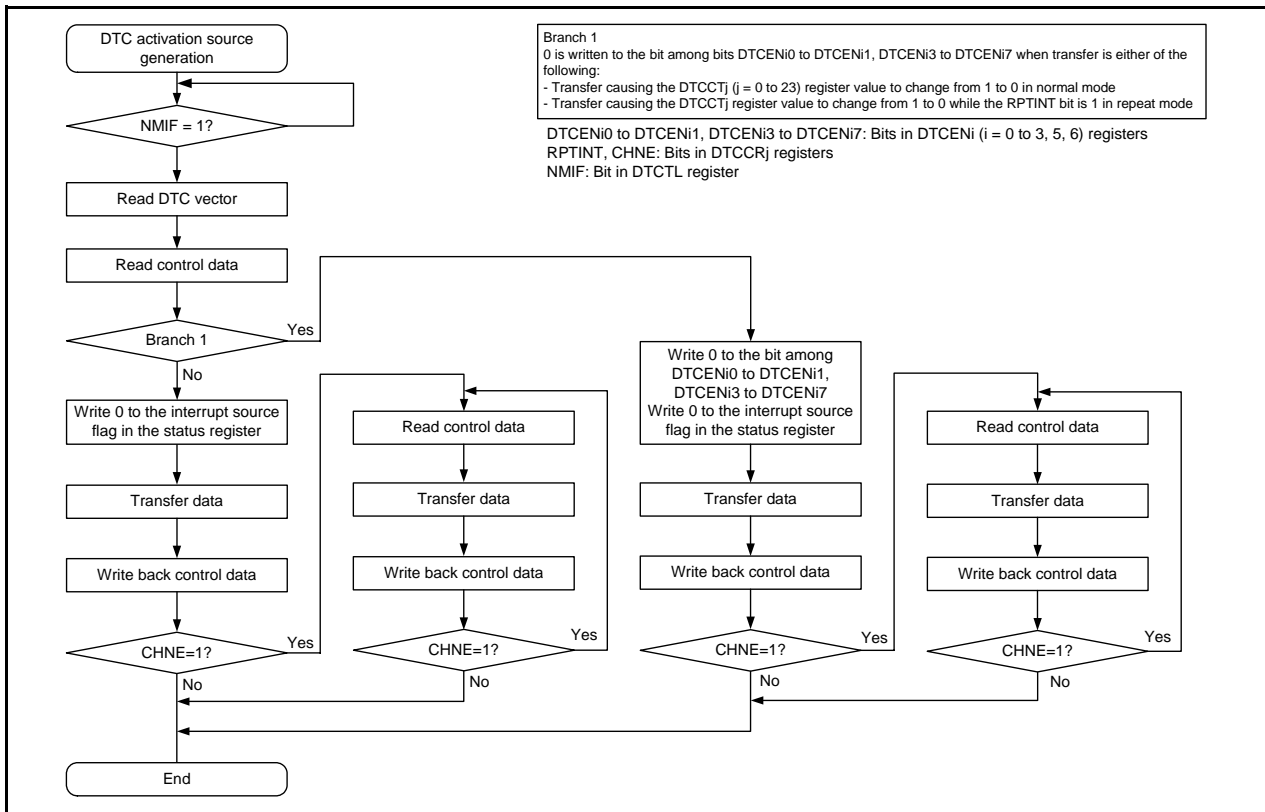 DTC activation source
generation
NMIF = 1?
Read DTC vector
Read control data
Branch 1
Yes
No
Write 0 to the interrupt source
flag in the status register
Transfer data
Write back control data
CHNE=1?
Yes
No
End
Read control data
Transfer data
Write back control data
CHNE=1?
Yes
No
Branch 1
0 is written to the bit among bits DTCENi0 to DTCENi1, DTCENi3 to DTCENi7 when transfer is either of the
following:
- Transfer causing the DTCCTj (j = 0 to 23) register value to change from 1 to 0 in normal mode
- Transfer causing the DTCCTj register value to change from 1 to 0 while the RPTINT bit is 1 in repeat mode
DTCENi0 to DTCENi1, DTCENi3 to DTCENi7: Bits in DTCENi (i = 0 to 3, 5, 6) registers
RPTINT, CHNE: Bits in DTCCRj registers
NMIF: Bit in DTCTL register
Write 0 to the bit among
DTCENi0 to DTCENi1,
DTCENi3 to DTCENi7
Write 0 to the interrupt source
flag in the status register
Transfer data
Write back control data
CHNE=1?
Yes
No
Read control data
Transfer data
Write back control data
CHNE=1?
Yes
No